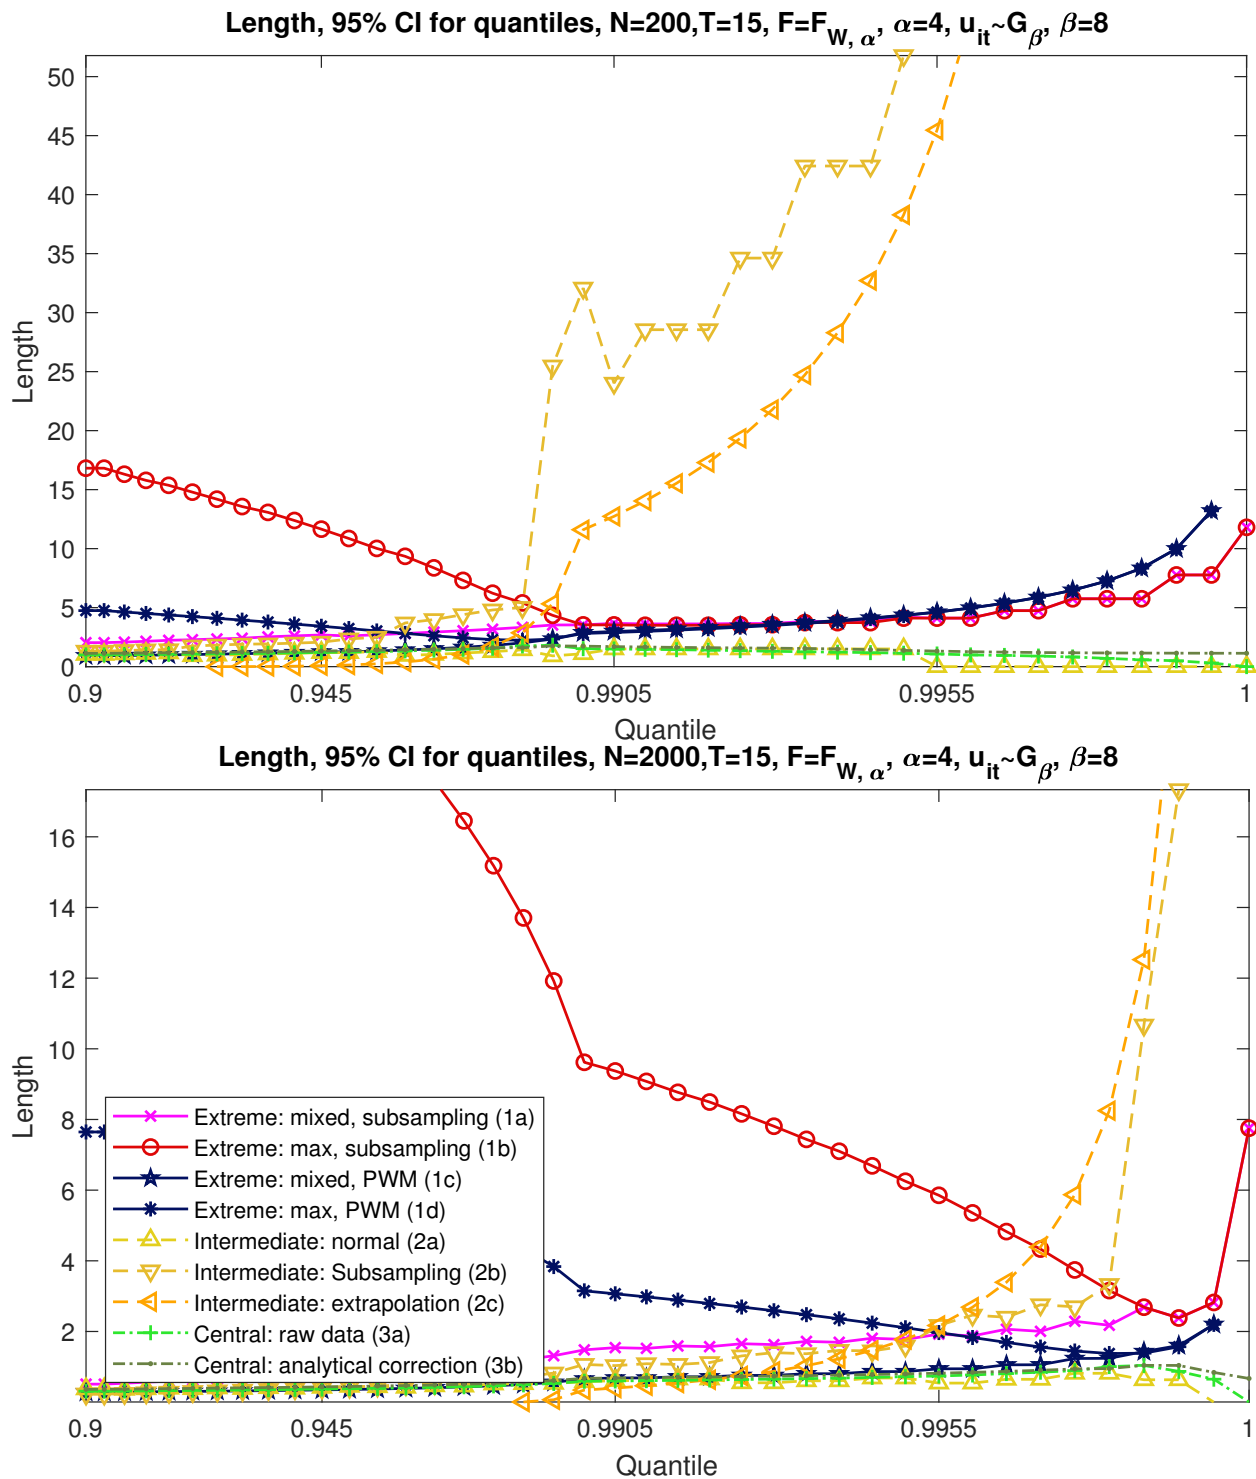 Length, 95% CI for quantiles, N=200,T=15, F=F_{W, α}, α=4, u_{it}~G_β, β=8
50
45
40
35
30
25
20
15
10
5
0
Length
0.9 0.945 0.9905 0.9955 1
Quantile
Length, 95% CI for quantiles, N=2000,T=15, F=F_{W, α}, α=4, u_{it}~G_β, β=8
16
14
12
10
8
6
4
2
Length
Extreme: mixed, subsampling (1a)
Extreme: max, subsampling (1b)
Extreme: mixed, PWM (1c)
Extreme: max, PWM (1d)
Intermediate: normal (2a)
Intermediate: Subsampling (2b)
Intermediate: extrapolation (2c)
Central: raw data (3a)
Central: analytical correction (3b)
0.9 0.945 0.9905 0.9955 1
Quantile